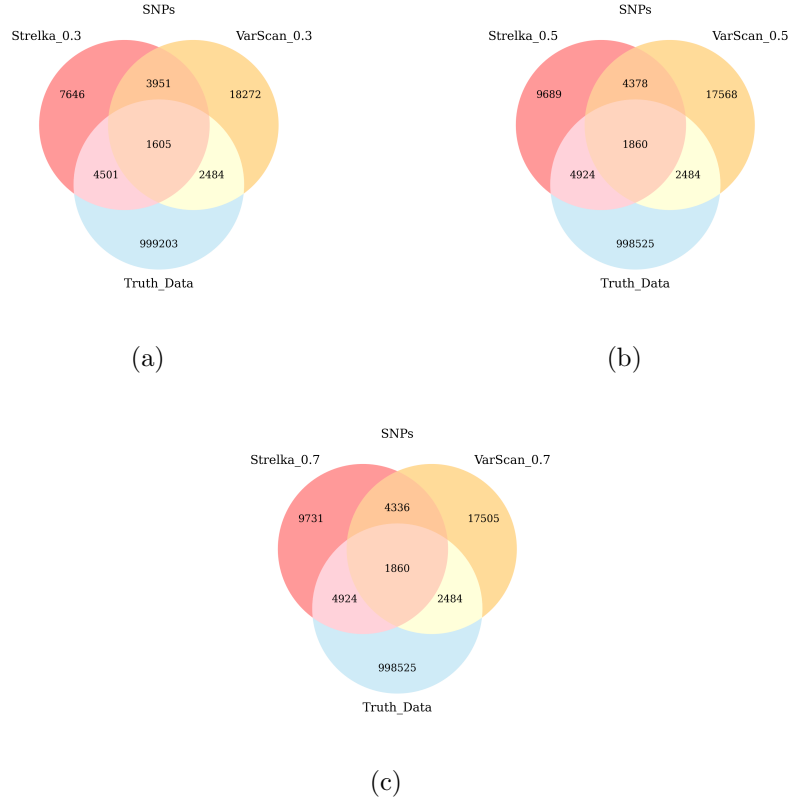 SNPs
Strelka_0.3 VarScan_0.3
3951
7646 18272
1605
4501 2484
999203
Truth_Data
(a)
SNPs
Strelka_0.5 VarScan_0.5
4378
9689 17568
1860
4924 2484
998525
Truth_Data
(b)
SNPs
Strelka_0.7 VarScan_0.7
4336
9731 17505
1860
4924 2484
998525
Truth_Data
(c)